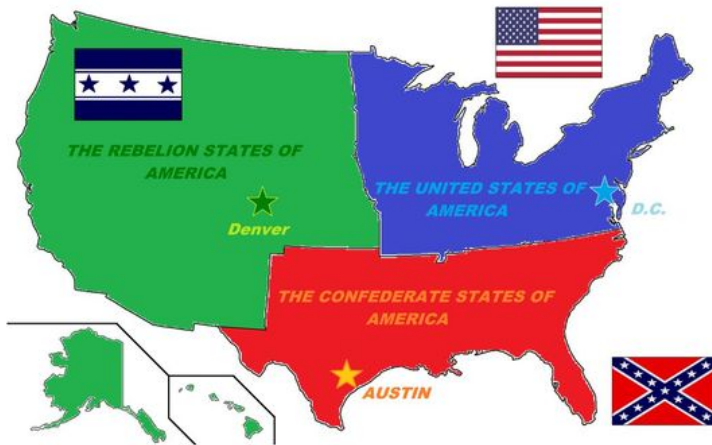 THE REBELION STATES OF
AMERICA
Denver
THE UNITED STATES OF
AMERICA
D.C.
THE CONFEDERATE STATES OF
AMERICA
AUSTIN